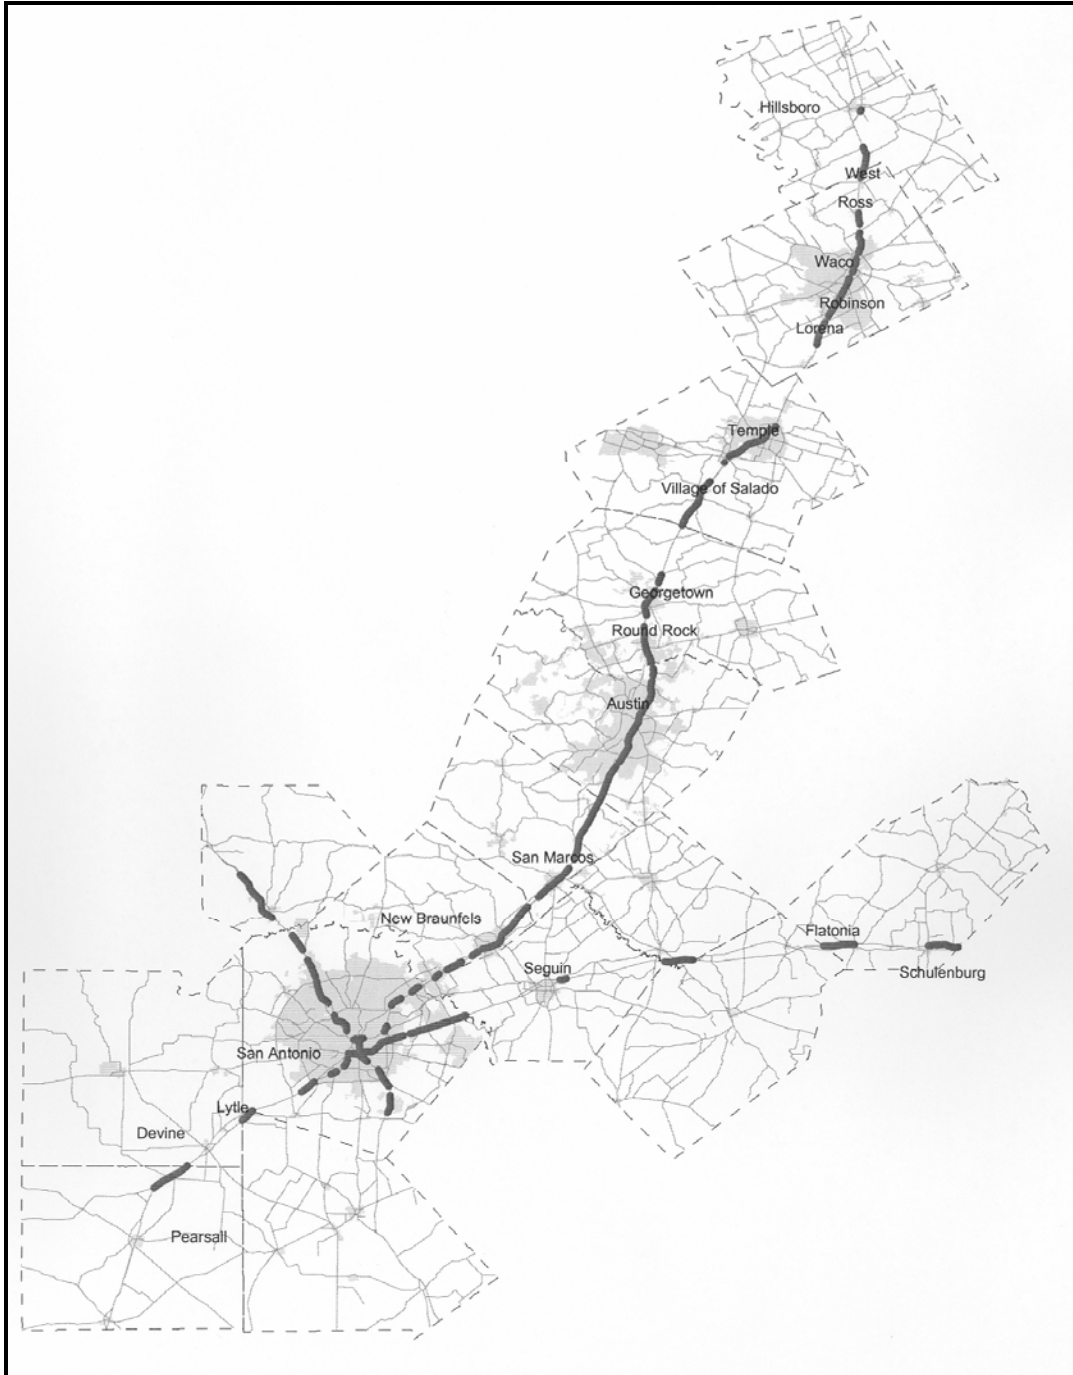 Hillsboro
West
Ross
Waco
Robinson
Lorena
Temple
Village of Salado
Georgetown
Round Rock
1
Austin
San Marcos
New Braunfels
Flatonia
Seguin
Schulenburg
San Antonio
Lytle
Devine
Pearsall